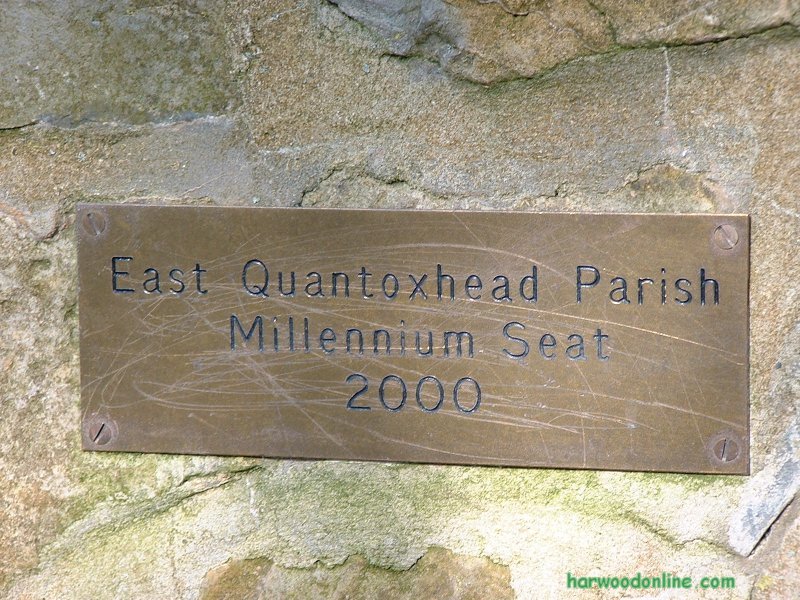 East Quantoxhead Parish
Millennium Seat
2000
harwoodonline.com